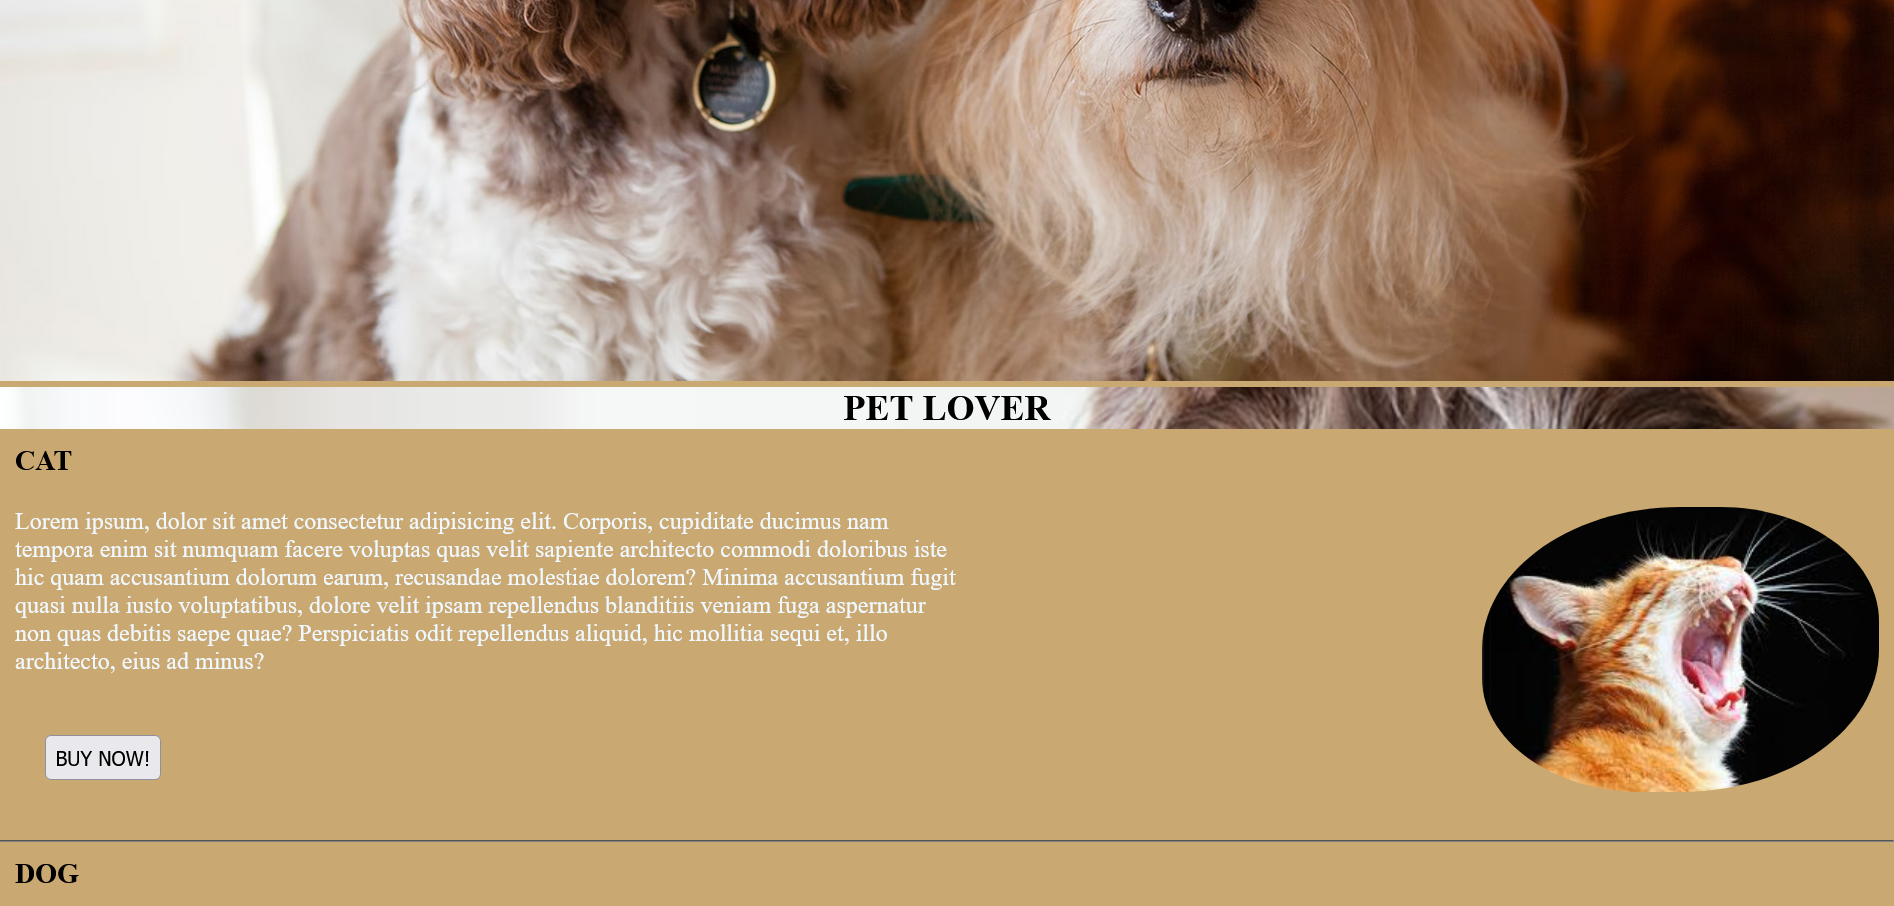 PET LOVER
CAT
Lorem ipsum, dolor sit amet consectetur adipisicing elit. Corporis, cupiditate ducimus nam
tempora enim sit numquam facere voluptas quas velit sapiente architecto commodi doloribus iste
hic quam accusantium dolorum earum, recusandae molestiae dolorem? Minima accusantium fugit
quasi nulla iusto voluptatibus, dolore velit ipsam repellendus blanditiis veniam fuga aspernatur
non quas debitis saepe quae? Perspiciatis odit repellendus aliquid, hic mollitia sequi et, illo
architecto, eius ad minus?
BUY NOW!
DOG